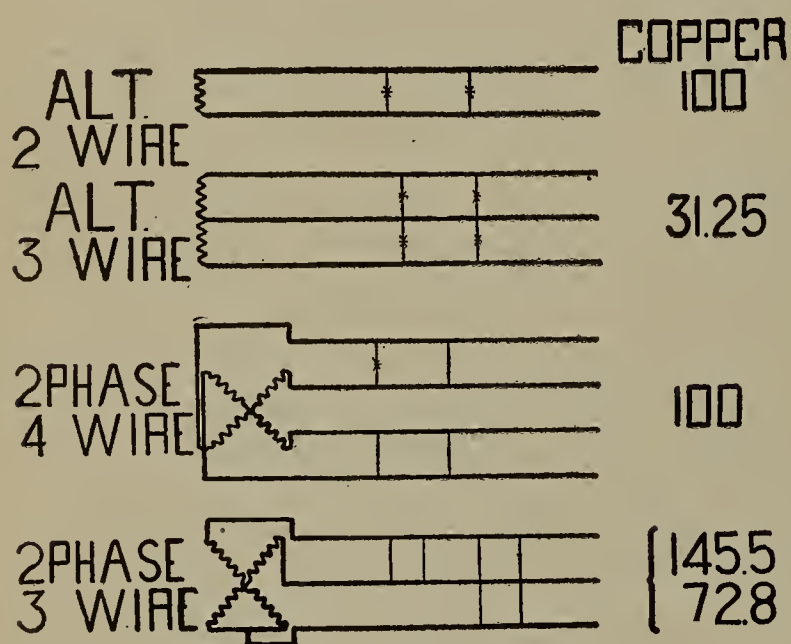 COPPER
ALT.
2 WIRE
100
ALT.
3 WIRE
31.25
2PHASE
4 WIRE
100
2PHASE
3 WIRE
145.5
72.8